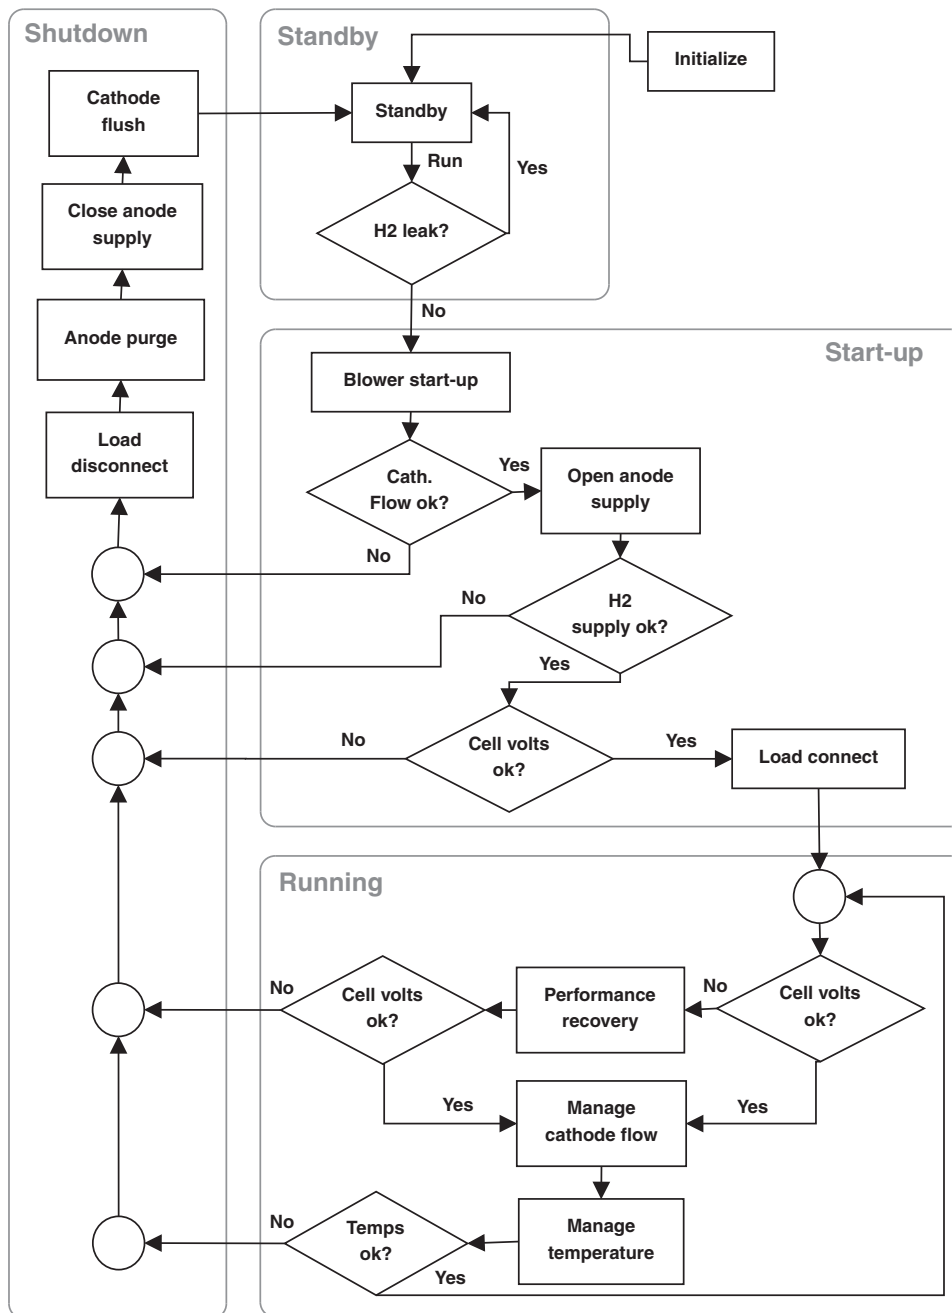 Shutdown
Standby
Initialize
Cathode
flush
Standby
Run
Yes
Close anode
supply
H2 leak?
No
Anode purge
Start-up
Blower start-up
Load
disconnect
Cath.
Flow ok?
Yes
Open anode
supply
No
H2
supply ok?
No
Yes
Cell volts
ok?
No
Yes
Load connect
Running
Cell volts
ok?
No
Performance
recovery
No
Cell volts
ok?
Yes
Manage
cathode flow
Yes
No
Temps
ok?
Yes
Manage
temperature